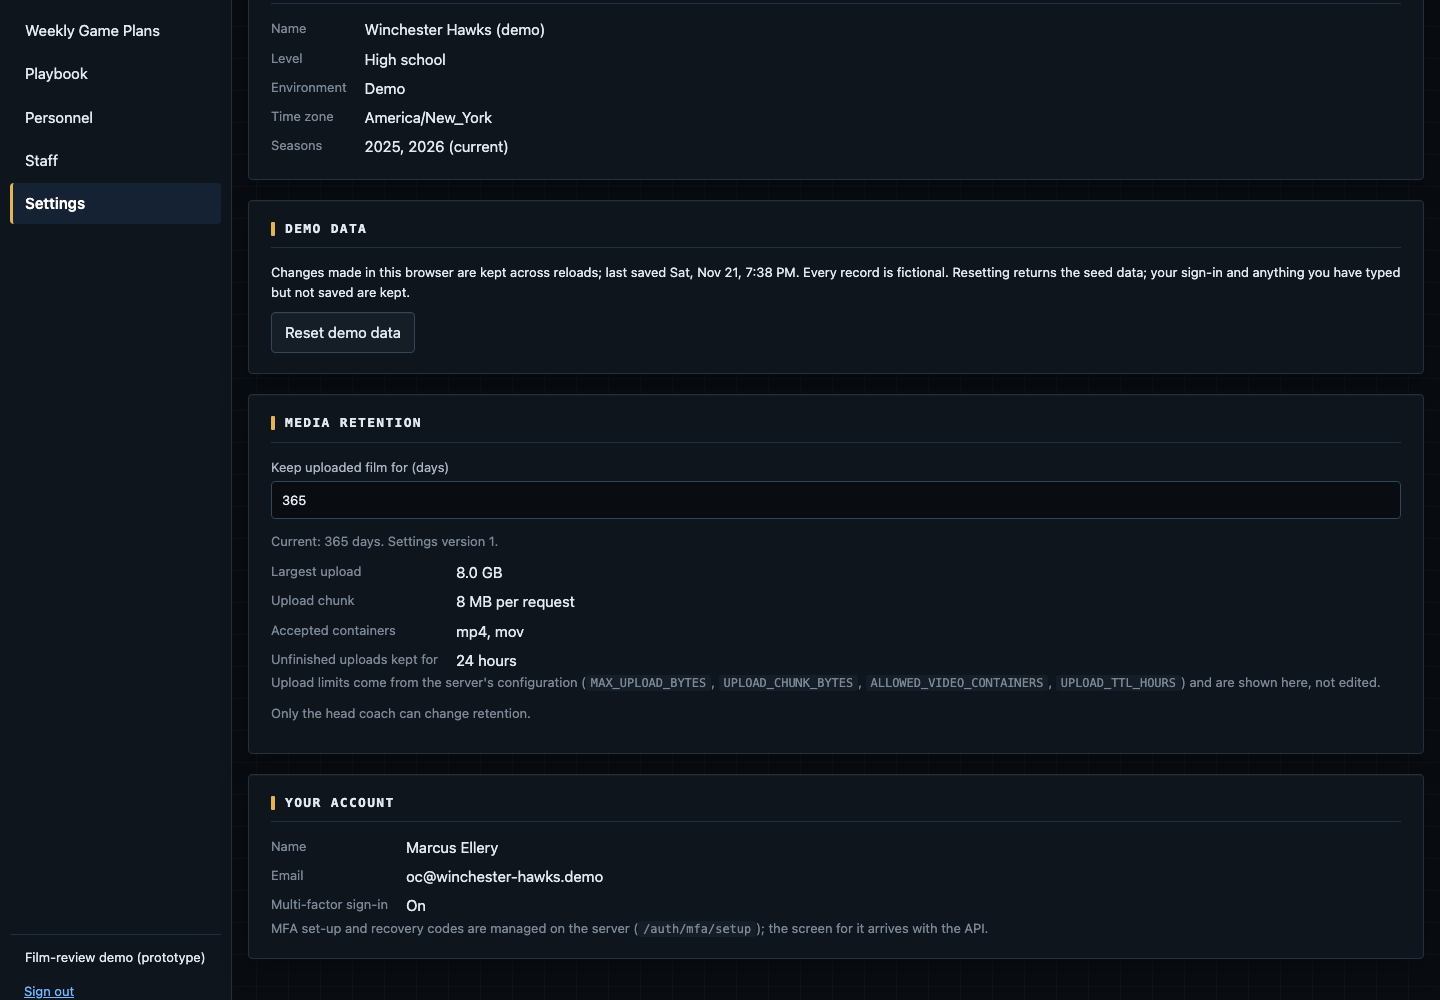 Weekly Game Plans
Playbook
Personnel
Staff
Settings
Film-review demo (prototype)
Sign out
Name Winchester Hawks (demo)
Level High school
Environment Demo
Time zone America/New_York
Seasons 2025, 2026 (current)
DEMO DATA
Changes made in this browser are kept across reloads; last saved Sat, Nov 21, 7:38 PM. Every record is fictional. Resetting returns the seed data; your sign-in and anything you have typed
but not saved are kept.
Reset demo data
MEDIA RETENTION
Keep uploaded film for (days)
365
Current: 365 days. Settings version 1.
Largest upload 8.0 GB
Upload chunk 8 MB per request
Accepted containers mp4, mov
Unfinished uploads kept for 24 hours
Upload limits come from the server's configuration ( MAX_UPLOAD_BYTES , UPLOAD_CHUNK_BYTES , ALLOWED_VIDEO_CONTAINERS , UPLOAD_TTL_HOURS ) and are shown here, not edited.
Only the head coach can change retention.
YOUR ACCOUNT
Name Marcus Ellery
Email oc@winchester-hawks.demo
Multi-factor sign-in On
MFA set-up and recovery codes are managed on the server ( /auth/mfa/setup ); the screen for it arrives with the API.